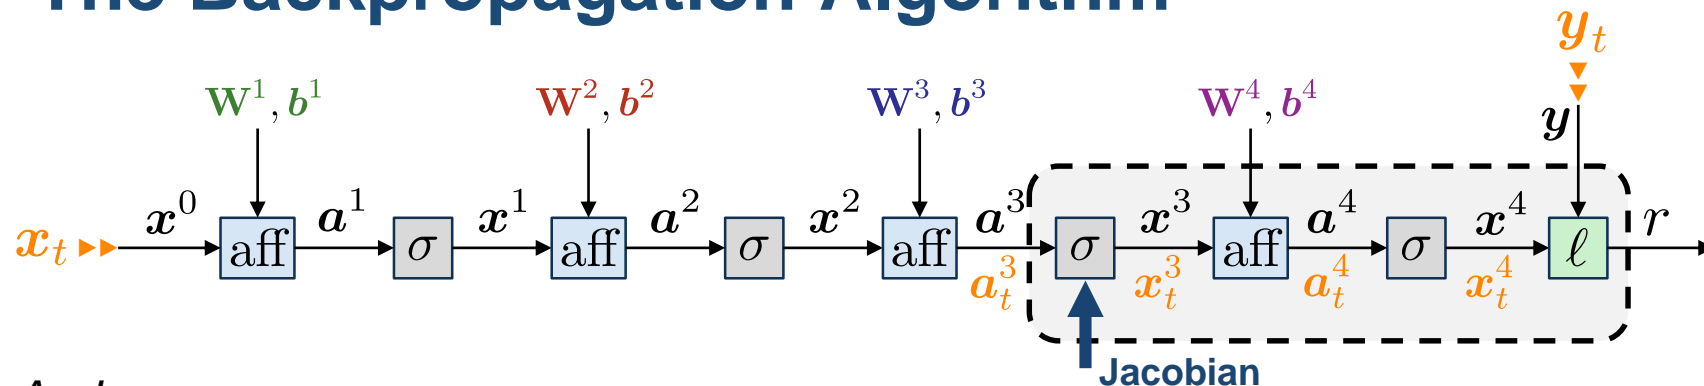 The Backpropagation Algorithm
y_t
W^1, b^1 W^2, b^2 W^3, b^3 W^4, b^4
y
x^0 a^1 x^1 a^2 x^2 a^3 x^3 a^4 x^4 r
x_t aff σ aff σ aff σ aff σ ℓ
a_t^3 x_t^3 a_t^4 x_t^4
Jacobian